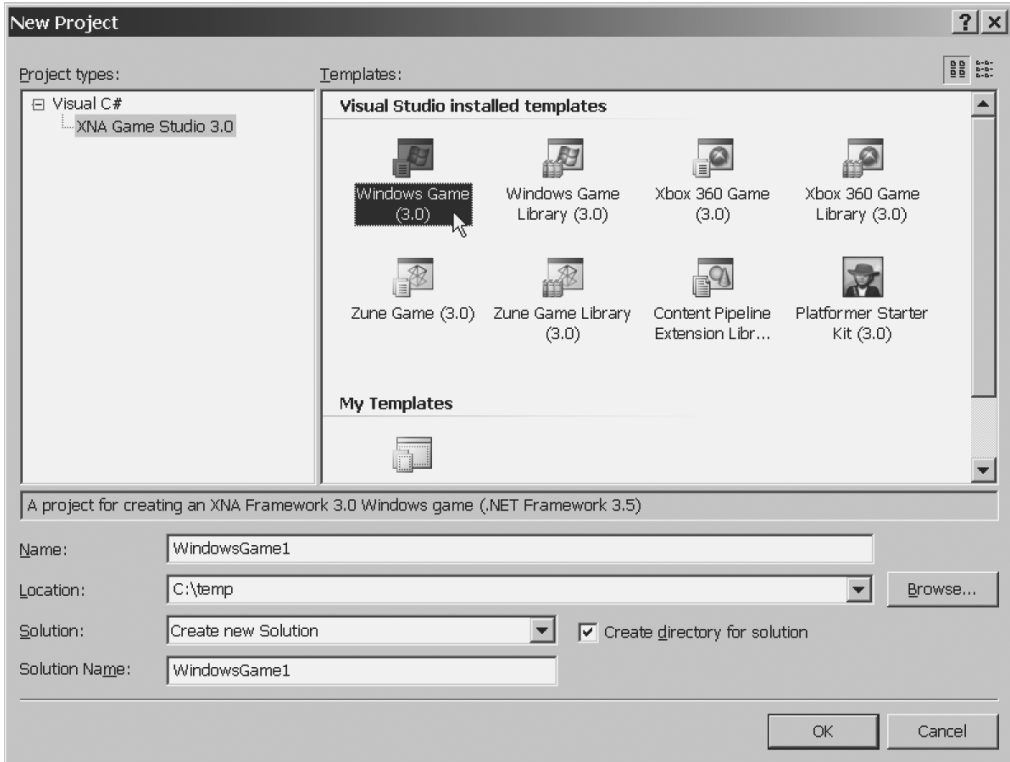 New Project
Project types:
Templates:
Visual C#
XNA Game Studio 3.0
Visual Studio installed templates
Windows Game
(3.0)
Windows Game
Library (3.0)
Xbox 360 Game
(3.0)
Xbox 360 Game
Library (3.0)
Zune Game (3.0)
Zune Game Library
(3.0)
Content Pipeline
Extension Libr...
Platformer Starter
Kit (3.0)
My Templates
A project for creating an XNA Framework 3.0 Windows game (.NET Framework 3.5)
Name:
WindowsGame1
Location:
C:\temp
Browse...
Solution:
Create new Solution
Create directory for solution
Solution Name:
WindowsGame1
OK
Cancel